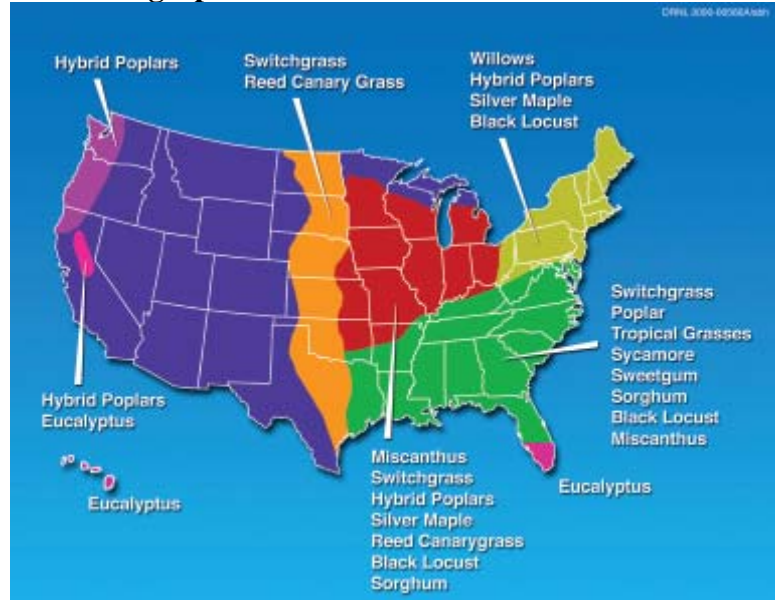 Hybrid Poplars
Switchgrass
Reed Canary Grass
Willows
Hybrid Poplars
Silver Maple
Black Locust
Switchgrass
Poplar
Tropical Grasses
Sycamore
Sweetgum
Sorghum
Black Locust
Miscanthus
Hybrid Poplars
Eucalyptus
Eucalyptus
Miscanthus
Switchgrass
Hybrid Poplars
Silver Maple
Reed Canarygrass
Black Locust
Sorghum
Eucalyptus